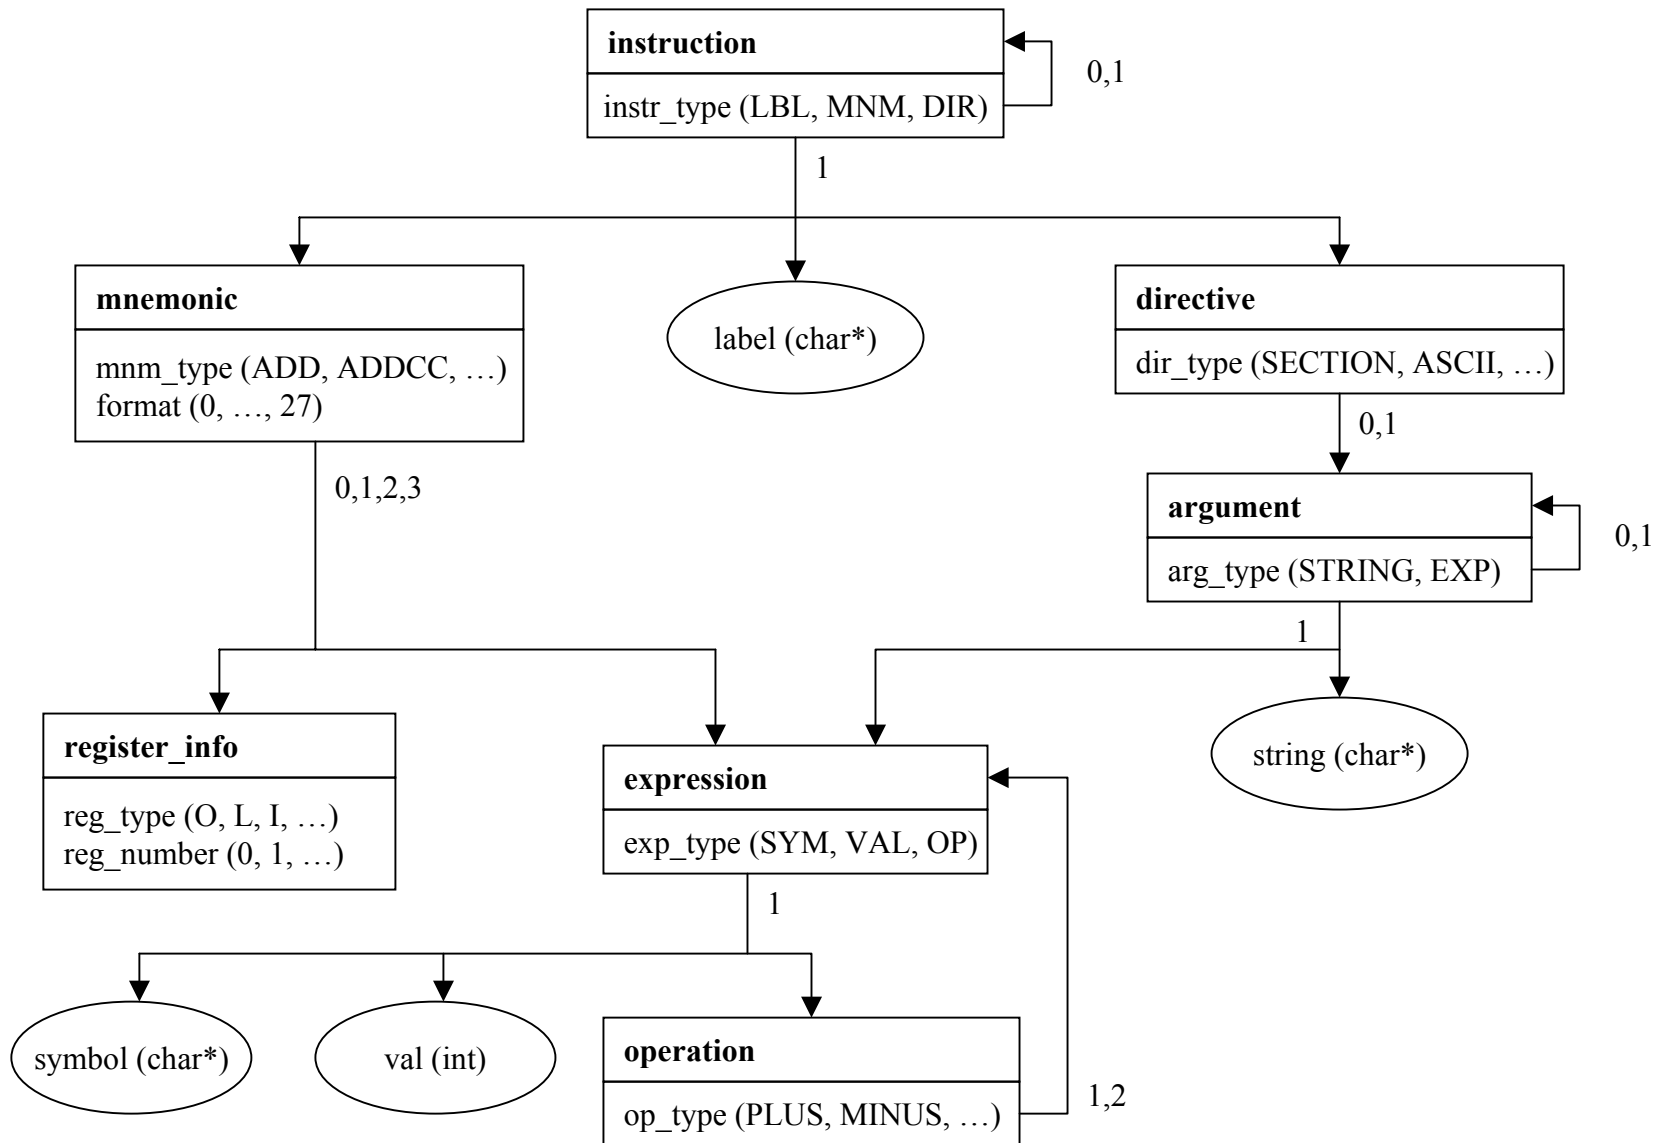 instruction
0,1
instr_type (LBL, MNM, DIR)
1
mnemonic
mnm_type (ADD, ADDCC, …)
format (0, …, 27)
label (char*)
directive
dir_type (SECTION, ASCII, …)
0,1
0,1,2,3
argument
arg_type (STRING, EXP)
0,1
1
register_info
reg_type (O, L, I, …)
reg_number (0, 1, …)
expression
exp_type (SYM, VAL, OP)
string (char*)
1
symbol (char*)
val (int)
operation
op_type (PLUS, MINUS, …)
1,2